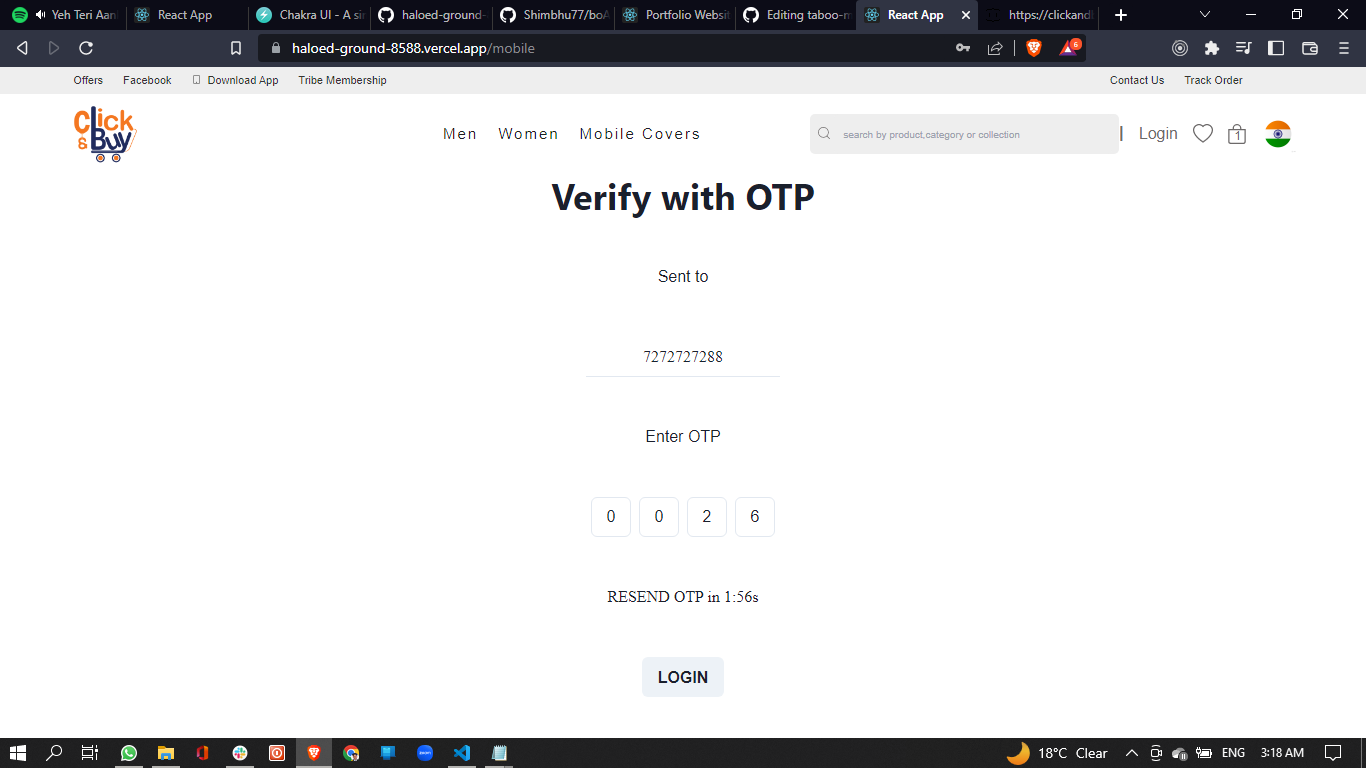 Yeh Teri Aan
React App
Chakra UI - A sin
haloed-ground-
Shimbhu77/boA
Portfolio Websit
Editing taboo-m
React App
https://clickandb
haloed-ground-8588.vercel.app/mobile
6
Offers Facebook Download App Tribe Membership Contact Us Track Order
Click
& Buy
Men Women Mobile Covers
search by product,category or collection
| Login
1
Verify with OTP
Sent to
7272727288
Enter OTP
0 0 2 6
RESEND OTP in 1:56s
LOGIN
18°C Clear
ENG
3:18 AM